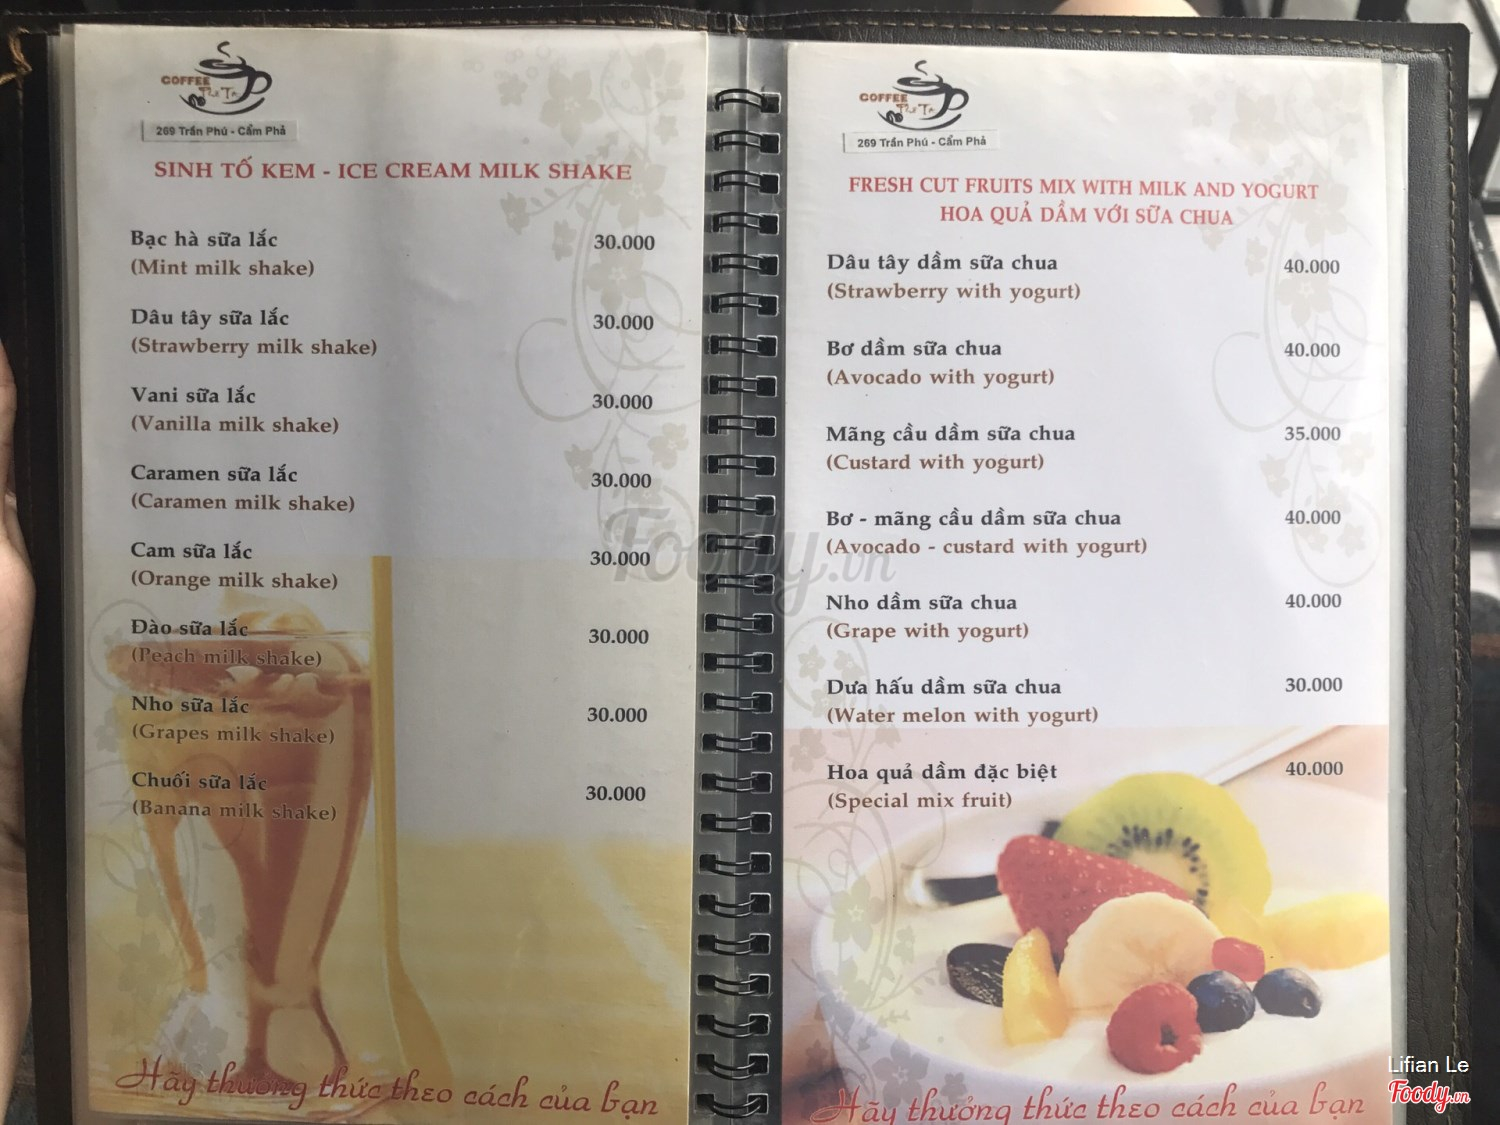 COFFEE
269 Trần Phú - Cẩm Phả
SINH TỐ KEM - ICE CREAM MILK SHAKE
Bạc hà sữa lắc 30.000
(Mint milk shake)
Dâu tây sữa lắc 30.000
(Strawberry milk shake)
Vani sữa lắc 30.000
(Vanilla milk shake)
Caramen sữa lắc 30.000
(Caramen milk shake)
Cam sữa lắc 30.000
(Orange milk shake)
Đào sữa lắc 30.000
(Peach milk shake)
Nho sữa lắc 30.000
(Grapes milk shake)
Chuối sữa lắc 30.000
(Banana milk shake)
Hãy thưởng thức theo cách của bạn
COFFEE
269 Trần Phú - Cẩm Phả
FRESH CUT FRUITS MIX WITH MILK AND YOGURT
HOA QUẢ DẦM VỚI SỮA CHUA
Dâu tây dầm sữa chua 40.000
(Strawberry with yogurt)
Bơ dầm sữa chua 40.000
(Avocado with yogurt)
Mãng cầu dầm sữa chua 35.000
(Custard with yogurt)
Bơ - mãng cầu dầm sữa chua 40.000
(Avocado - custard with yogurt)
Nho dầm sữa chua 40.000
(Grape with yogurt)
Dưa hấu dầm sữa chua 30.000
(Water melon with yogurt)
Hoa quả dầm đặc biệt 40.000
(Special mix fruit)
Hãy thưởng thức theo cách của bạn
Foody.vn
Lifian Le
Foody.vn